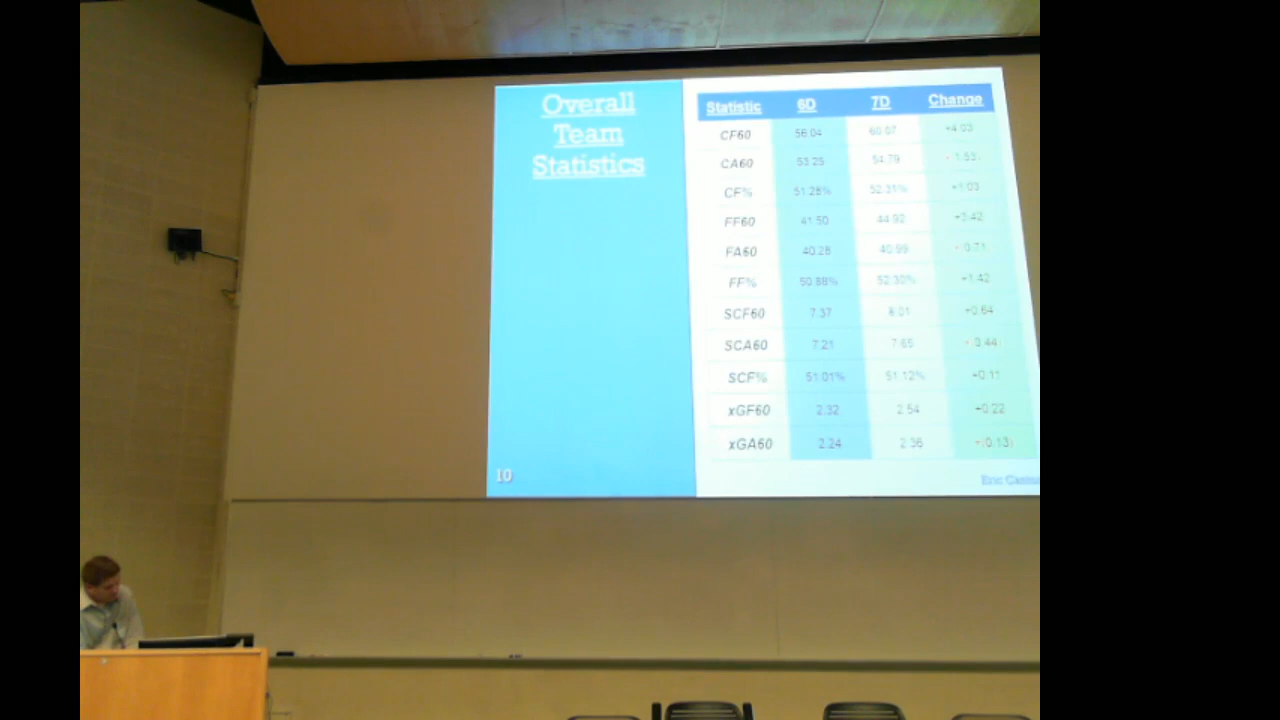 Overall
Team
Statistics
10
Statistic 6D 7D Change
CF60 56.04 60.07 +4.03
CA60 53.25 54.79
CF% 51.28% 52.31% +1.03
FF60 41.50 44.92 +3.42
FA60 40.28 40.99
FF% 50.88% 52.30% +1.42
SCF60 7.37 8.01 +0.64
SCA60 7.21 7.65
SCF% 51.01% 51.12% +0.11
xGF60 2.32 2.54 +0.22
xGA60 2.24 2.36 +(0.13)
Eric